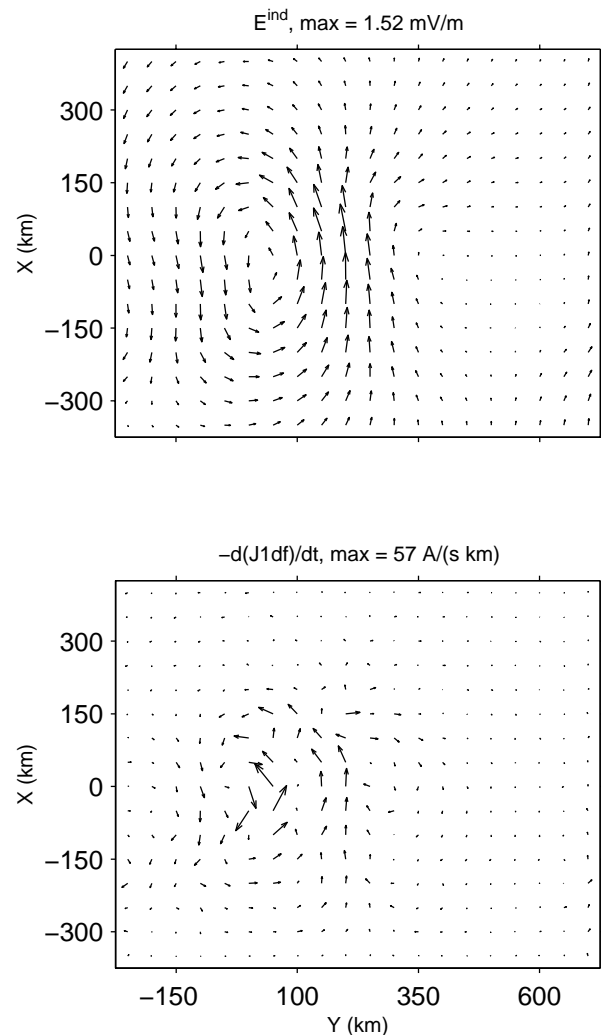 E^ind, max = 1.52 mV/m
300
150
0
−150
−300
X (km)
−d(J1df)/dt, max = 57 A/(s km)
300
150
0
−150
−300
X (km)
−150 100 350 600
Y (km)